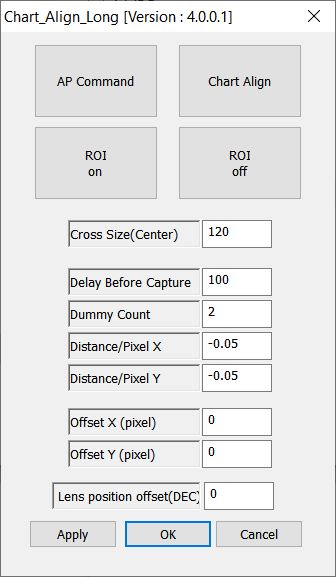 Chart_Align_Long [Version : 4.0.0.1]
AP Command
Chart Align
ROI
on
ROI
off
Cross Size(Center) 120
Delay Before Capture 100
Dummy Count 2
Distance/Pixel X -0.05
Distance/Pixel Y -0.05
Offset X (pixel) 0
Offset Y (pixel) 0
Lens position offset(DEC) 0
Apply OK Cancel